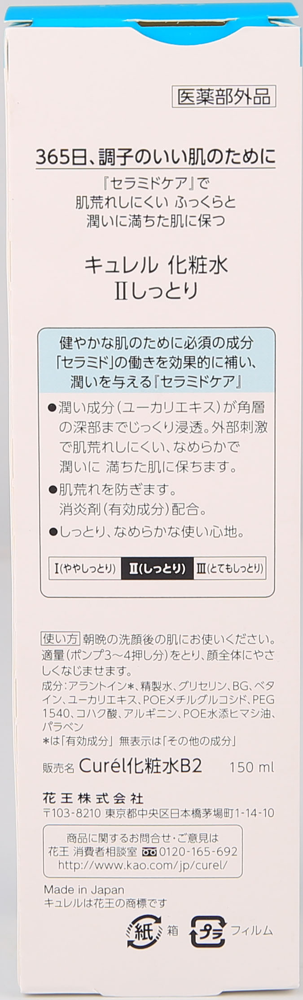 医薬部外品
365日、調子のいい肌のために
『セラミドケア』で
肌荒れしにくい ふっくらと
潤いに満ちた肌に保つ
キュレル 化粧水
Ⅱしっとり
健やかな肌のために必須の成分
「セラミド」の働きを効果的に補い、
潤いを与える『セラミドケア』
●潤い成分(ユーカリエキス)が角層
の深部までじっくり浸透。外部刺激
で肌荒れしにくい、なめらかで
潤いに 満ちた肌に保ちます。
●肌荒れを防ぎます。
消炎剤(有効成分)配合。
●しっとり、なめらかな使い心地。
Ⅰ(ややしっとり) Ⅱ(しっとり) Ⅲ(とてもしっとり)
使い方 朝晩の洗顔後の肌にお使いください。
適量(ポンプ3〜4押し分)をとり、顔全体にやさ
しくなじませます。
成分:アラントイン*、精製水、グリセリン、BG、ベタ
イン、ユーカリエキス、POEメチルグルコシド、PEG
1540、コハク酸、アルギニン、POE水添ヒマシ油、
パラベン
*は「有効成分」 無表示は「その他の成分」
販売名 Curél化粧水B2 150 ml
花王株式会社
〒103-8210 東京都中央区日本橋茅場町1-14-10
商品に関するお問合せ・ご意見は
花王 消費者相談室 0120-165-692
http://www.kao.com/jp/curel/
Made in Japan
キュレルは花王の商標です
紙 箱 プラ フィルム